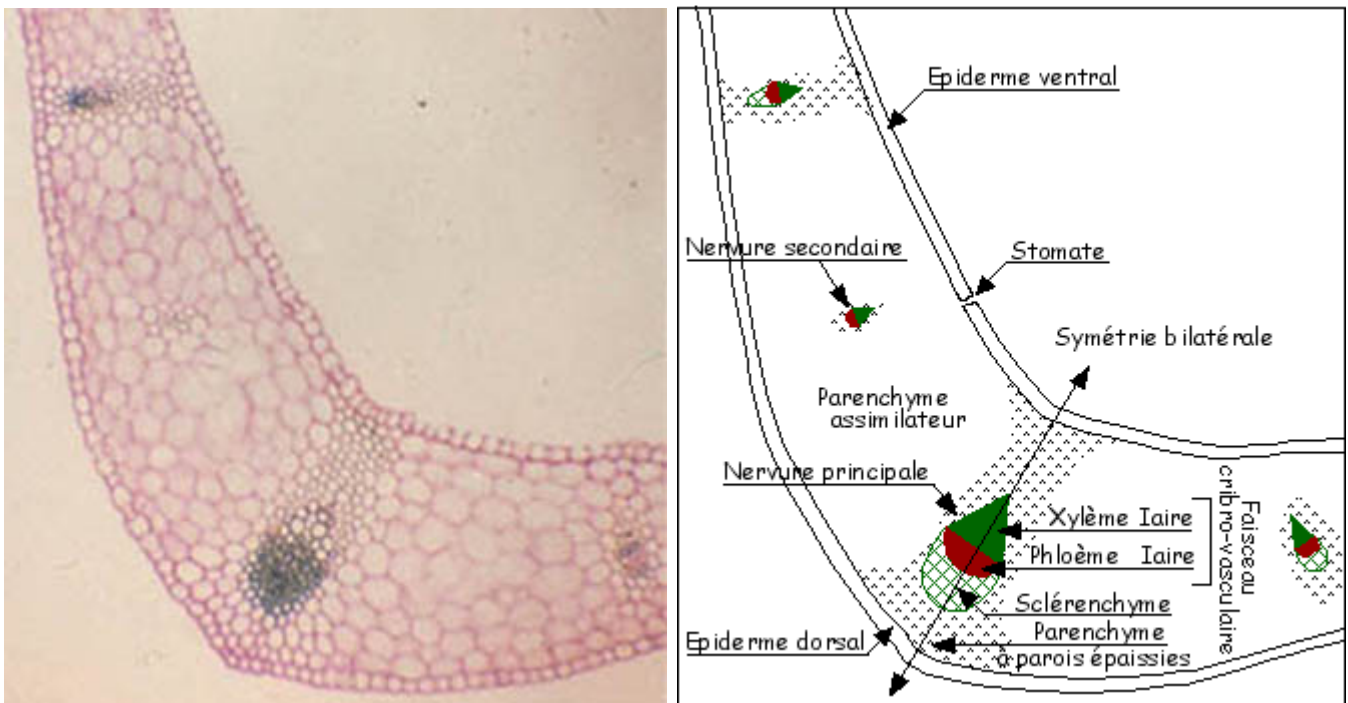 Epiderme ventral
Nervure secondaire
Stomate
Symétrie bilatérale
Parenchyme
assimilateur
Nervure principale
Xylème Iaire
Phloème Iaire
Faisceau
cribro-vasculaire
Sclérenchyme
Epiderme dorsal
Parenchyme
à parois épaissies